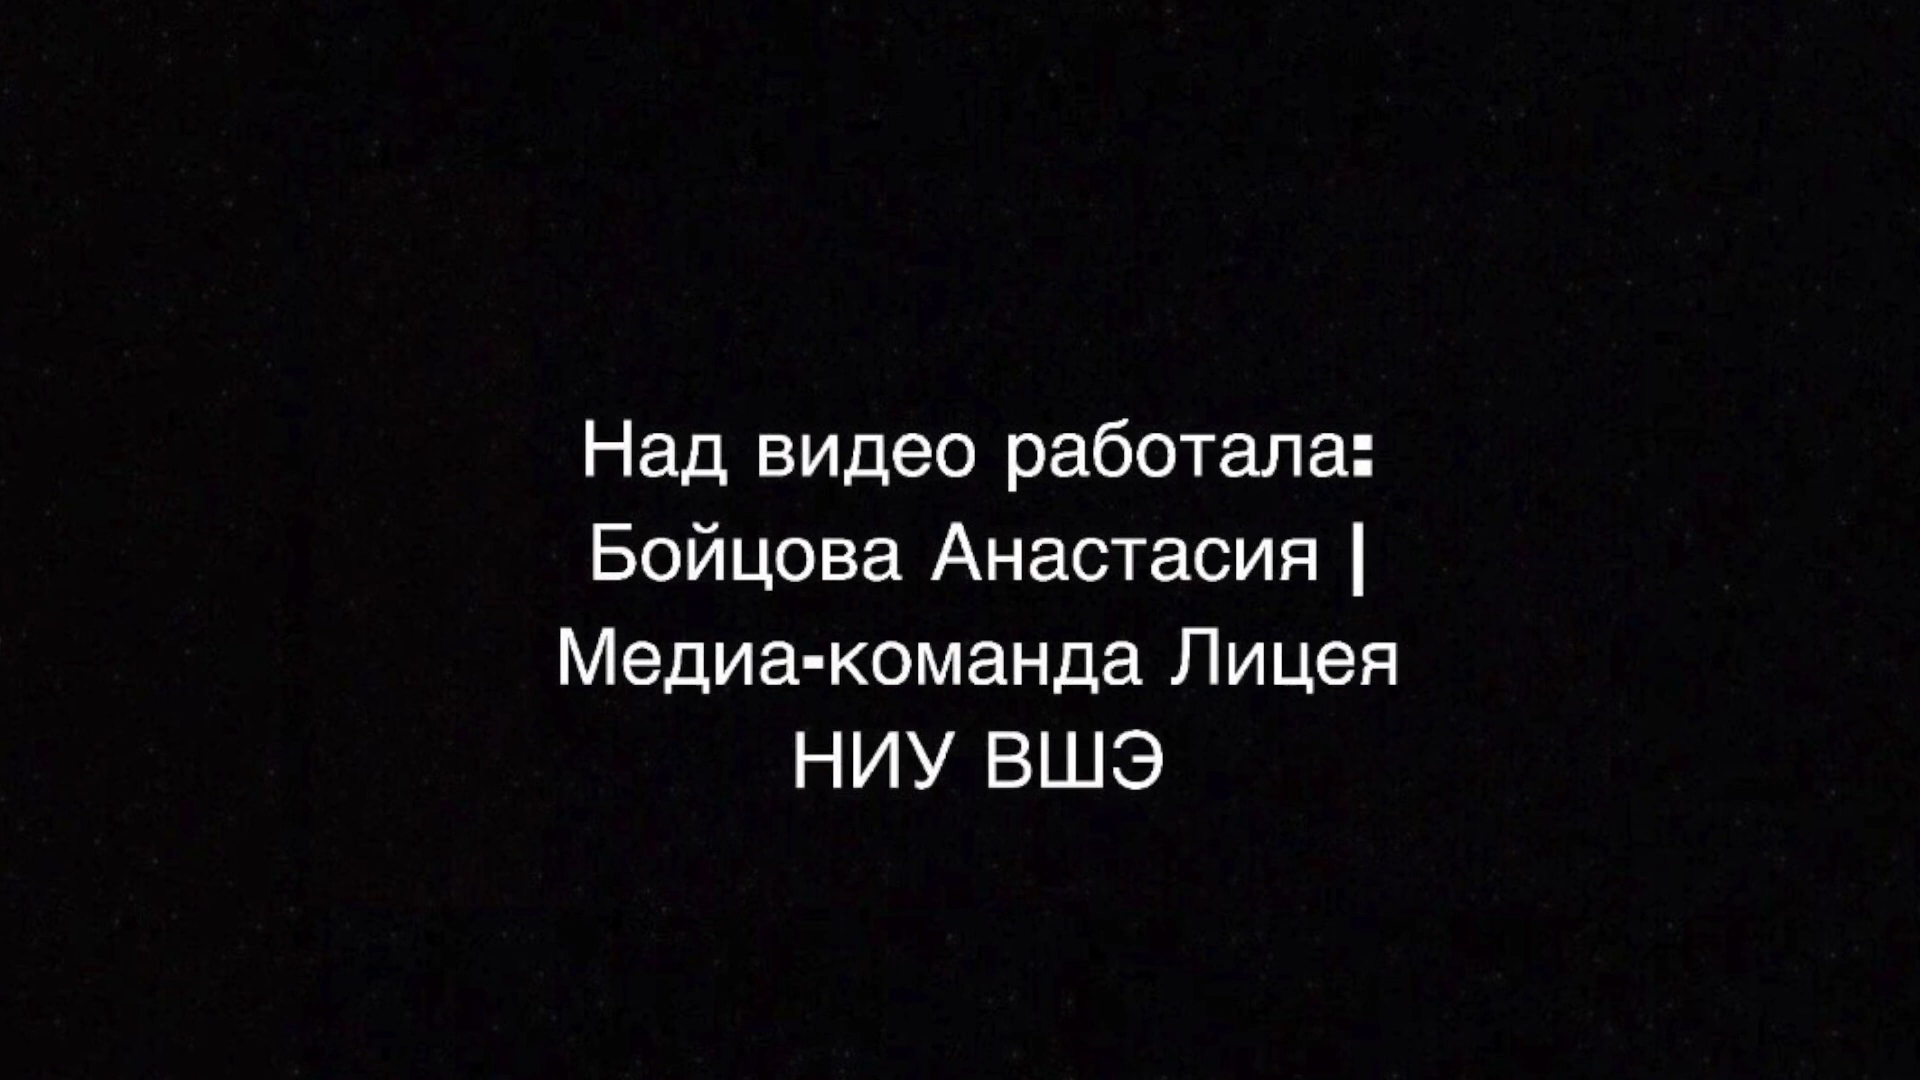 Над видео работала:
Бойцова Анастасия |
Медиа-команда Лицея
НИУ ВШЭ